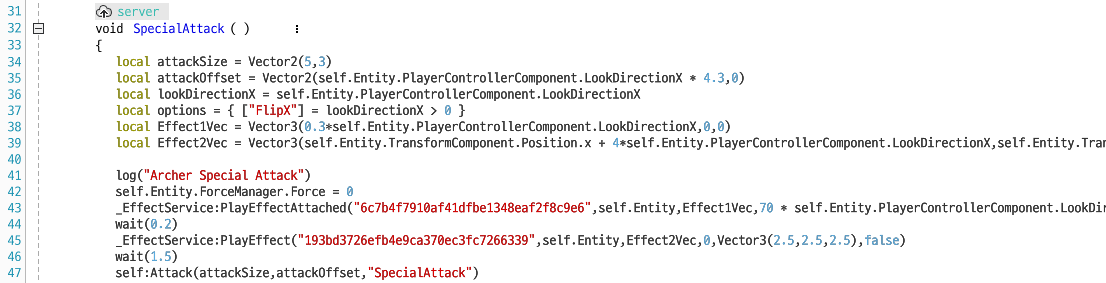 31 server
32 void SpecialAttack ( ) ⋮
33 {
34 local attackSize = Vector2(5,3)
35 local attackOffset = Vector2(self.Entity.PlayerControllerComponent.LookDirectionX * 4.3,0)
36 local lookDirectionX = self.Entity.PlayerControllerComponent.LookDirectionX
37 local options = { ["FlipX"] = lookDirectionX > 0 }
38 local Effect1Vec = Vector3(0.3*self.Entity.PlayerControllerComponent.LookDirectionX,0,0)
39 local Effect2Vec = Vector3(self.Entity.TransformComponent.Position.x + 4*self.Entity.PlayerControllerComponent.LookDirectionX,self.Entity.Tran
40
41 log("Archer Special Attack")
42 self.Entity.ForceManager.Force = 0
43 _EffectService:PlayEffectAttached("6c7b4f7910af41dfbe1348eaf2f8c9e6",self.Entity,Effect1Vec,70 * self.Entity.PlayerControllerComponent.LookDir
44 wait(0.2)
45 _EffectService:PlayEffect("193bd3726efb4e9ca370ec3fc7266339",self.Entity,Effect2Vec,0,Vector3(2.5,2.5,2.5),false)
46 wait(1.5)
47 self:Attack(attackSize,attackOffset,"SpecialAttack")